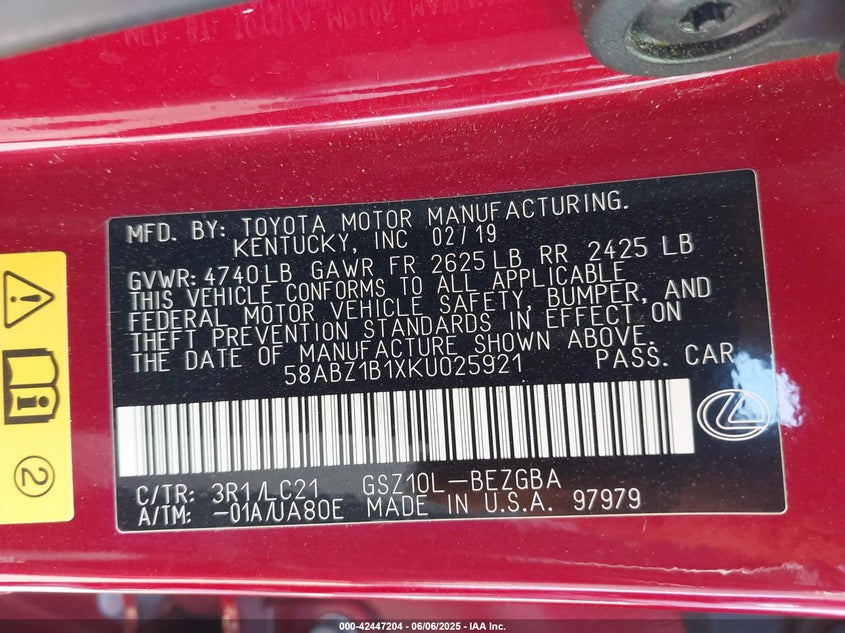 MFD. BY: TOYOTA MOTOR MANUFACTURING.
KENTUCKY, INC 02/19
GVWR: 4740LB GAWR FR 2625LB RR 2425 LB
THIS VEHICLE CONFORMS TO ALL APPLICABLE
FEDERAL MOTOR VEHICLE SAFETY, BUMPER, AND
THEFT PREVENTION STANDARDS IN EFFECT ON
THE DATE OF MANUFACTURE SHOWN ABOVE.
58ABZ1B1XKU025921 PASS. CAR
C/TR: 3R1/LC21 GSZ10L-BEZGBA
A/TM: -01A/UA80E MADE IN U.S.A. 97979
2
000-42447204 - 06/06/2025 - IAA Inc.